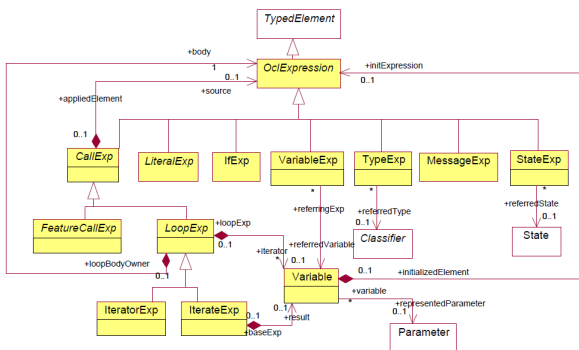 TypedElement
+body
1
OclExpression
+initExpression
0..1
0..1
+source
+appliedElement
0..1
CallExp
LiteralExp
IfExp
VariableExp
TypeExp
MessageExp
StateExp
*
*
*
+referringExp
+referredType
+referredState
0..1
0..1
FeatureCallExp
LoopExp
+loopExp
Classifier
State
0..1
+referredVariable
+iterator
+loopBodyOwner
*
0..1
0..1
Variable
0..1
+initializedElement
IteratorExp
IterateExp
0..1
+variable
*
+result
+representedParameter
0..1
+baseExp
0..1
Parameter